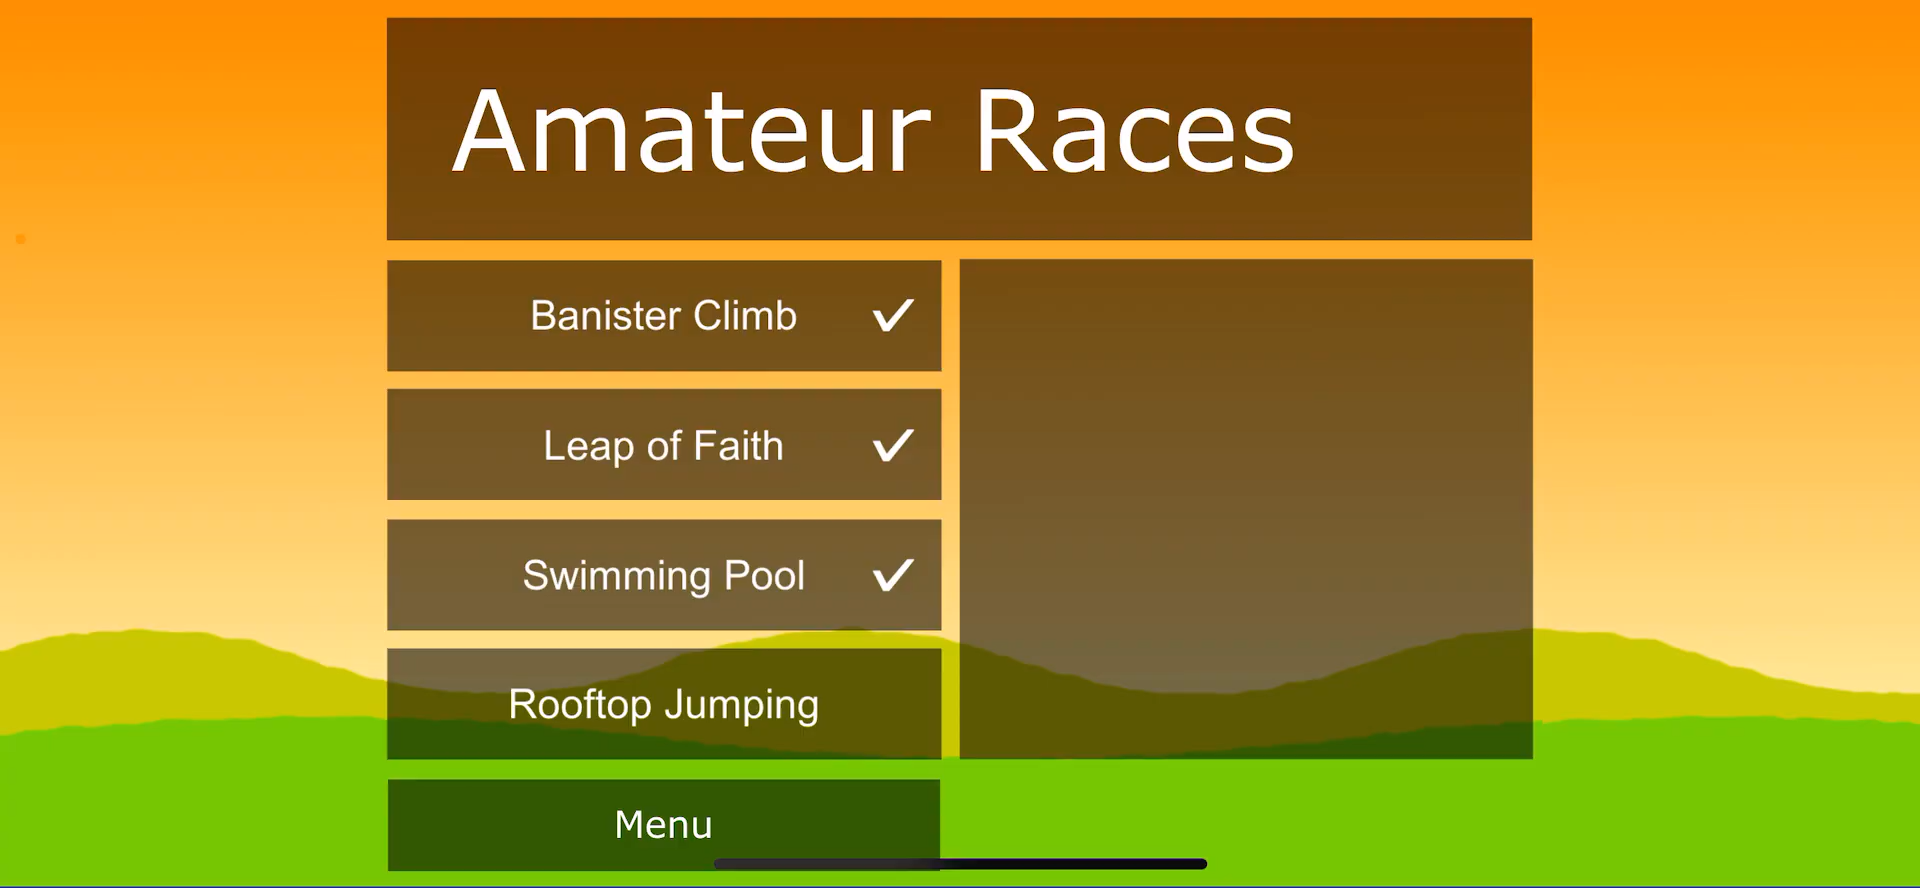 Amateur Races
Banister Climb ✓
Leap of Faith ✓
Swimming Pool ✓
Rooftop Jumping
Menu